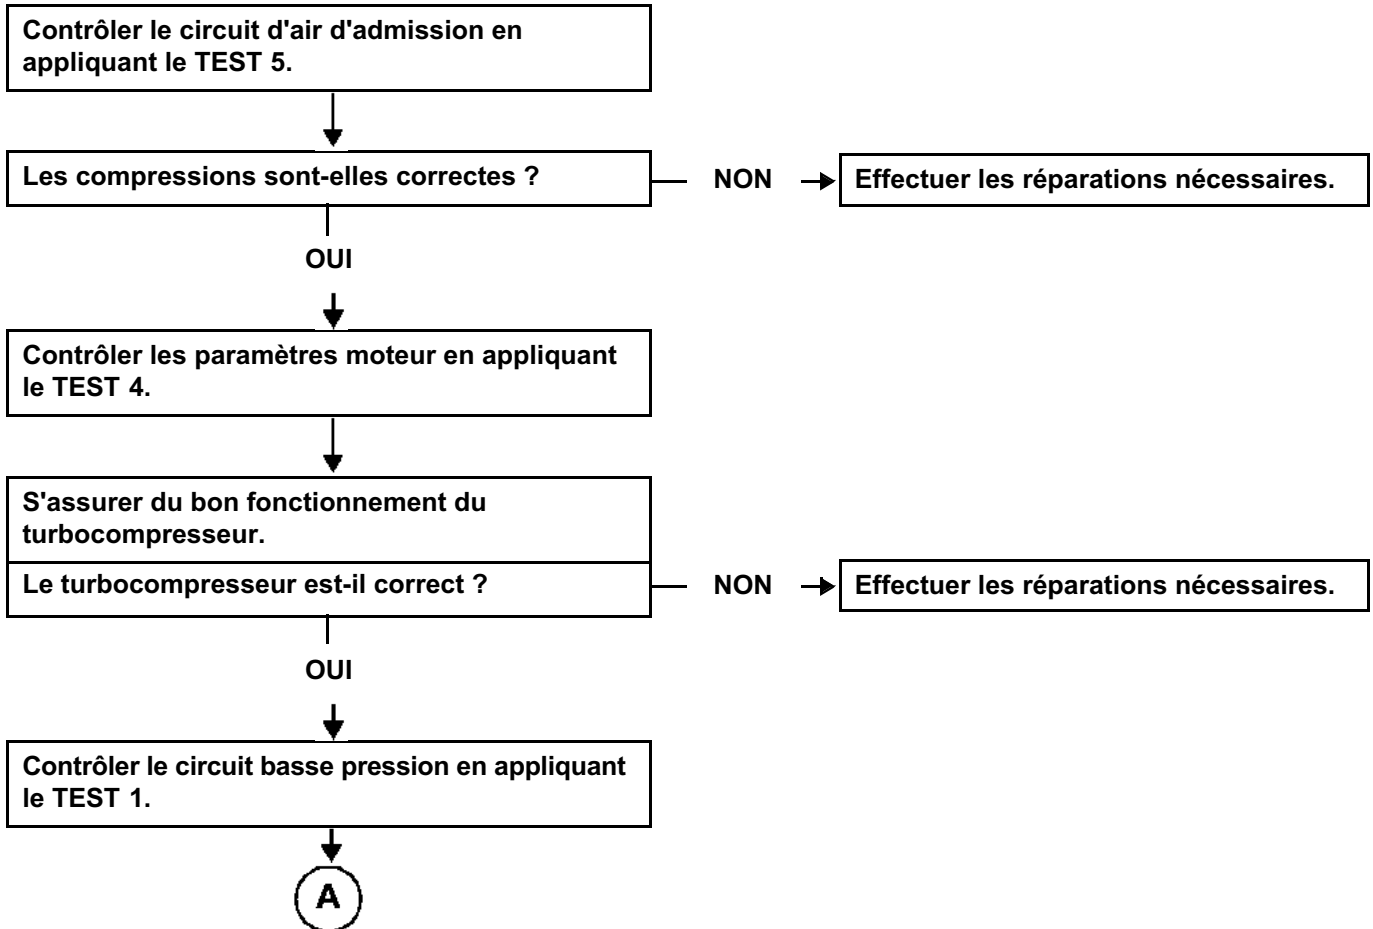 Contrôler le circuit d'air d'admission en
appliquant le TEST 5.
Les compressions sont-elles correctes ?
NON
Effectuer les réparations nécessaires.
OUI
Contrôler les paramètres moteur en appliquant
le TEST 4.
S'assurer du bon fonctionnement du
turbocompresseur.
Le turbocompresseur est-il correct ?
NON
Effectuer les réparations nécessaires.
OUI
Contrôler le circuit basse pression en appliquant
le TEST 1.
A